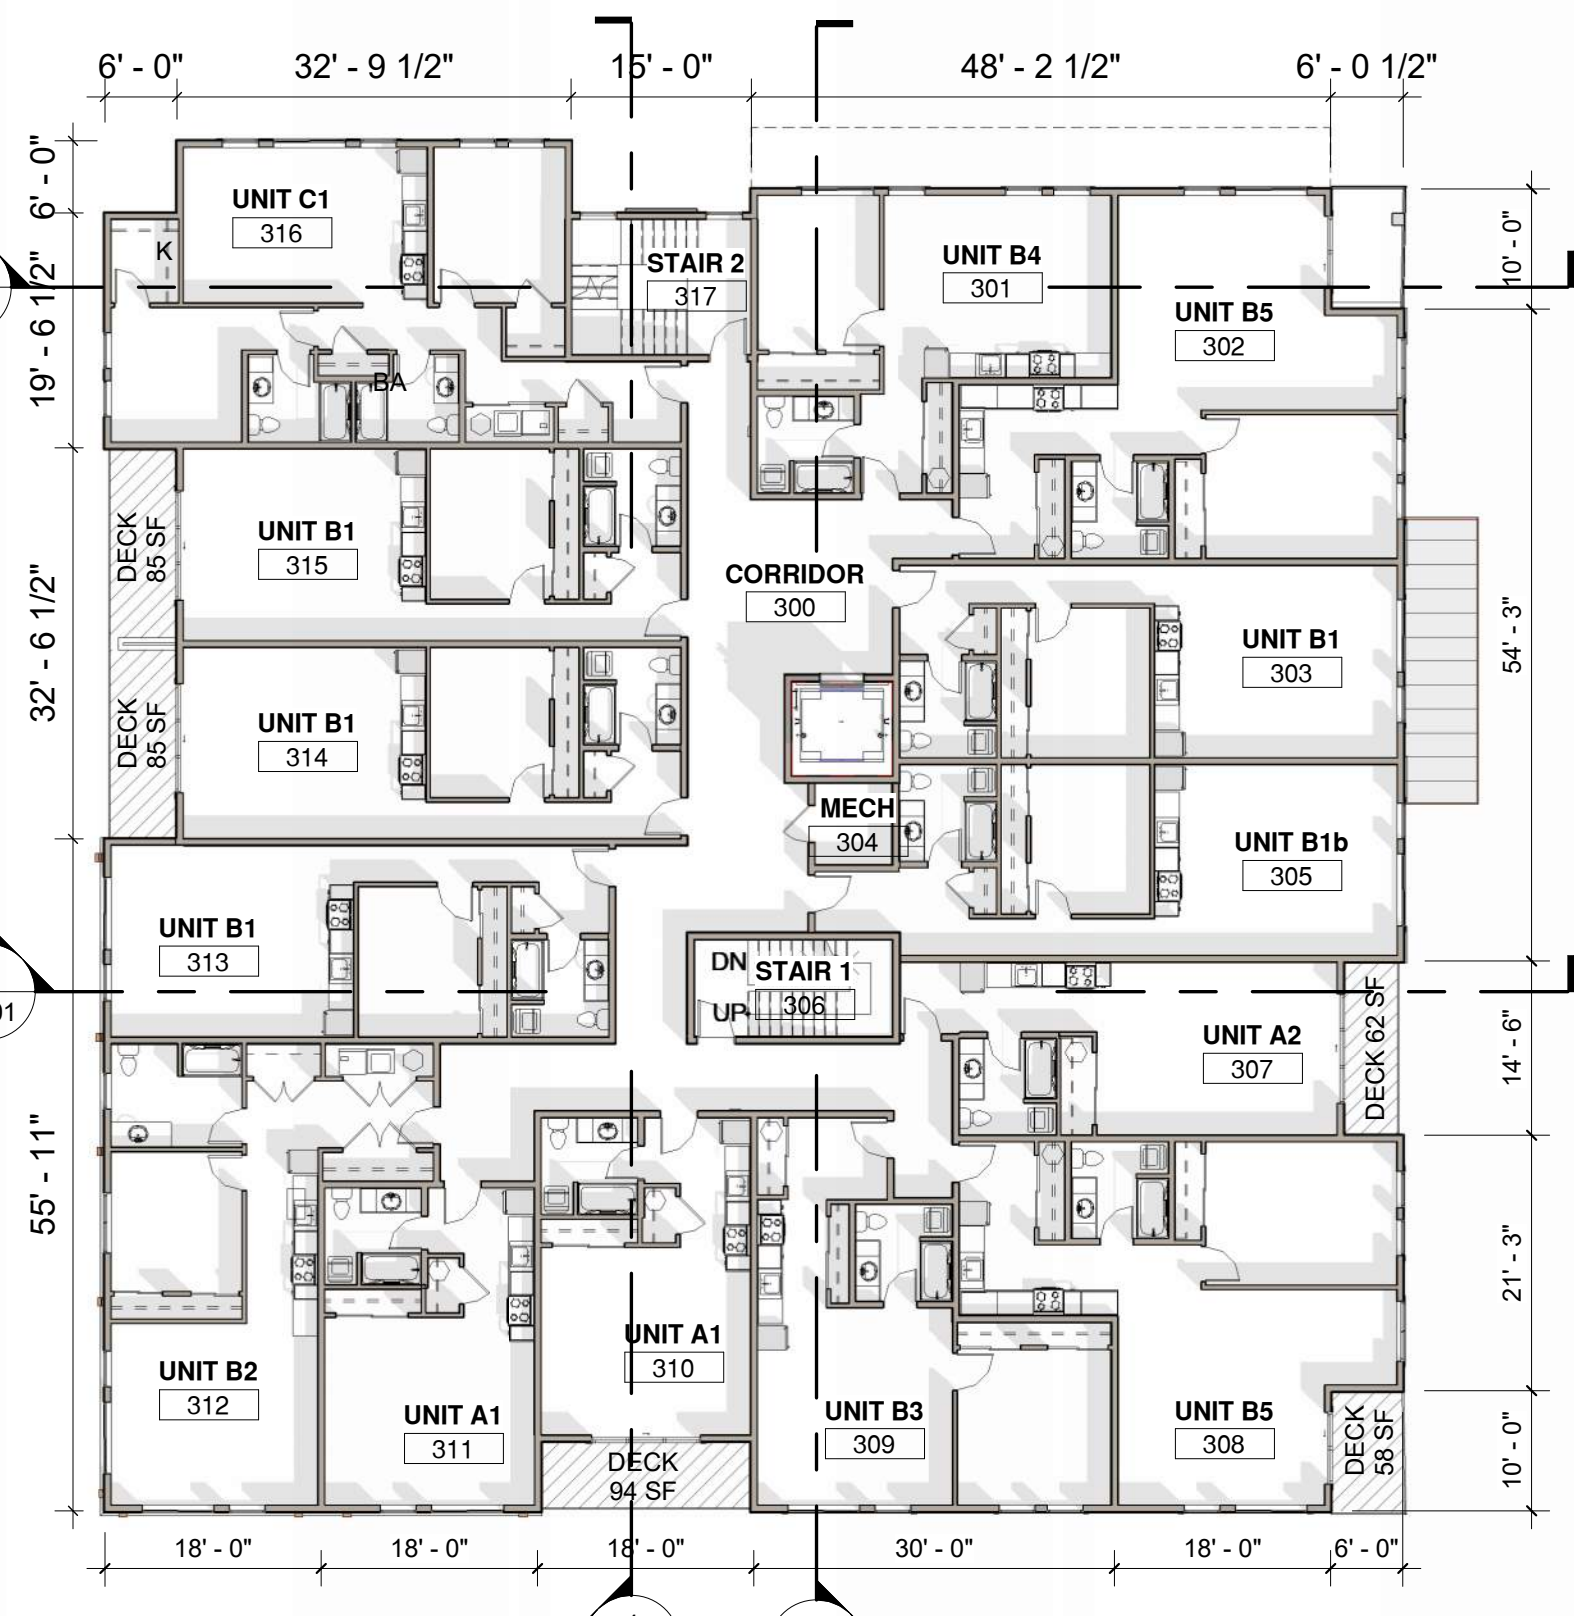 6' - 0"
32' - 9 1/2"
15' - 0"
48' - 2 1/2"
6' - 0 1/2"
6' - 0"
19' - 6 1/2"
32' - 6 1/2"
55' - 11"
10' - 0"
54' - 3"
14' - 6"
21' - 3"
10' - 0"
UNIT C1
316
K
BA
STAIR 2
317
UNIT B4
301
UNIT B5
302
DECK
85 SF
UNIT B1
315
CORRIDOR
300
UNIT B1
303
DECK
85 SF
UNIT B1
314
MECH
304
UNIT B1b
305
UNIT B1
313
DN
UP
STAIR 1
306
UNIT A2
307
DECK 62 SF
01
UNIT B2
312
UNIT A1
311
UNIT A1
310
DECK
94 SF
UNIT B3
309
UNIT B5
308
DECK
58 SF
18' - 0"
18' - 0"
18' - 0"
30' - 0"
18' - 0"
6' - 0"